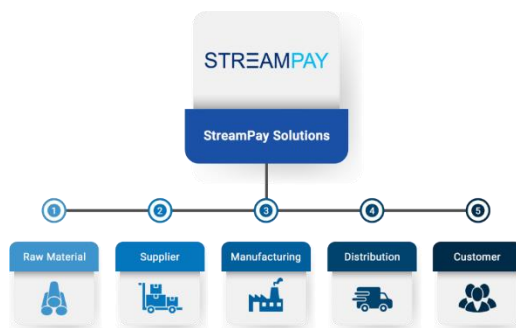 STREAMPAY
StreamPay Solutions
1 2 3 4 5
Raw Material Supplier Manufacturing Distribution Customer